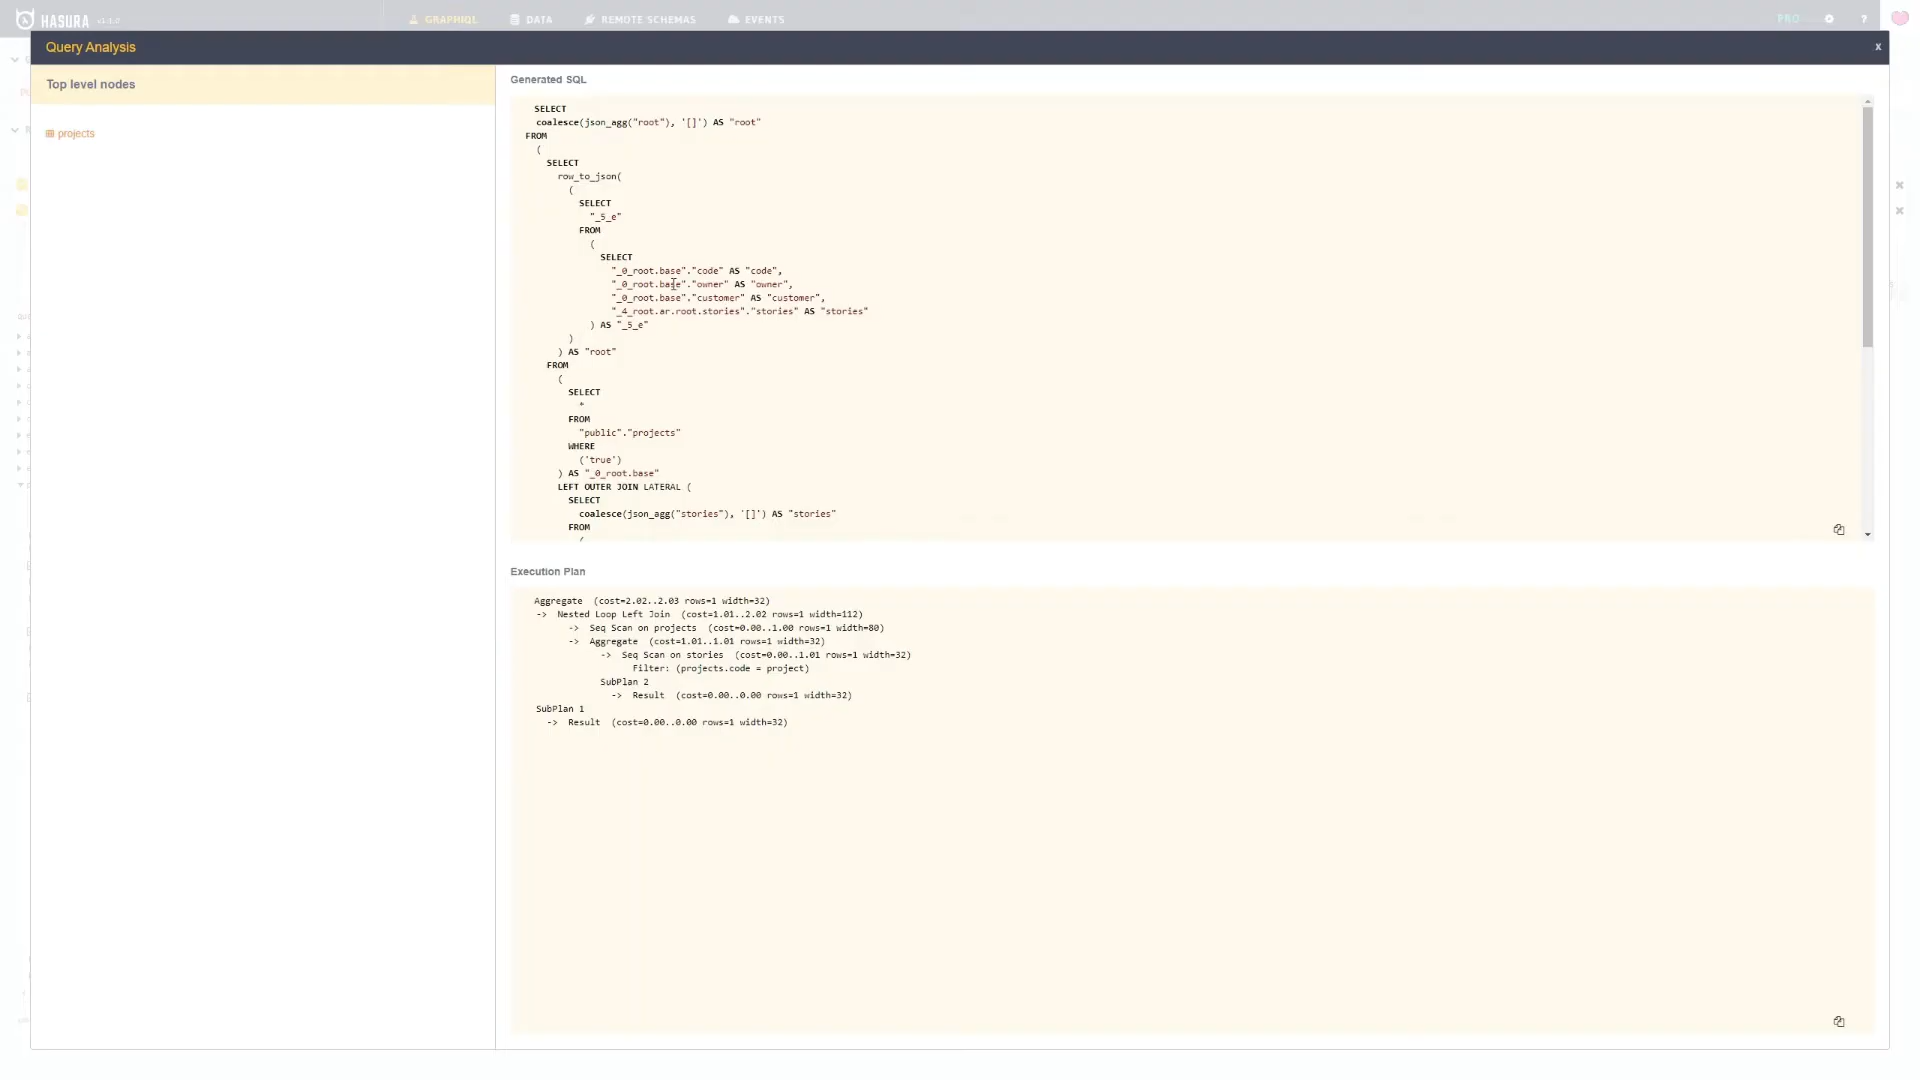 HASURA v1.1.0
GRAPHIQL
DATA
REMOTE SCHEMAS
EVENTS
PRO
?
Query Analysis
x
Top level nodes
projects
Generated SQL
SELECT
coalesce(json_agg("root"), '[]') AS "root"
FROM
(
SELECT
row_to_json(
(
SELECT
"_5_e"
FROM
(
SELECT
"_0_root.base"."code" AS "code",
"_0_root.base"."owner" AS "owner",
"_0_root.base"."customer" AS "customer",
"_4_root.ar.root.stories"."stories" AS "stories"
) AS "_5_e"
)
) AS "root"
FROM
(
SELECT
*
FROM
"public"."projects"
WHERE
('true')
) AS "_0_root.base"
LEFT OUTER JOIN LATERAL (
SELECT
coalesce(json_agg("stories"), '[]') AS "stories"
FROM
(
Execution Plan
Aggregate  (cost=2.02..2.03 rows=1 width=32)
->  Nested Loop Left Join  (cost=1.01..2.02 rows=1 width=112)
->  Seq Scan on projects  (cost=0.00..1.00 rows=1 width=80)
->  Aggregate  (cost=1.01..1.01 rows=1 width=32)
->  Seq Scan on stories  (cost=0.00..1.01 rows=1 width=32)
Filter: (projects.code = project)
SubPlan 2
->  Result  (cost=0.00..0.00 rows=1 width=32)
SubPlan 1
->  Result  (cost=0.00..0.00 rows=1 width=32)